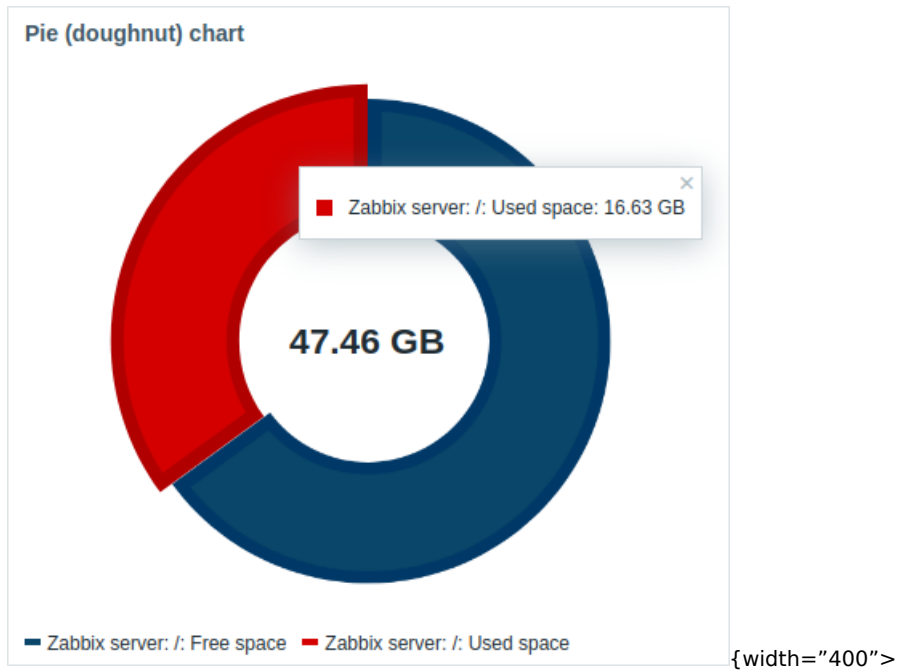 Pie (doughnut) chart
×
Zabbix server: /: Used space: 16.63 GB
47.46 GB
Zabbix server: /: Free space Zabbix server: /: Used space
{width=”400”>